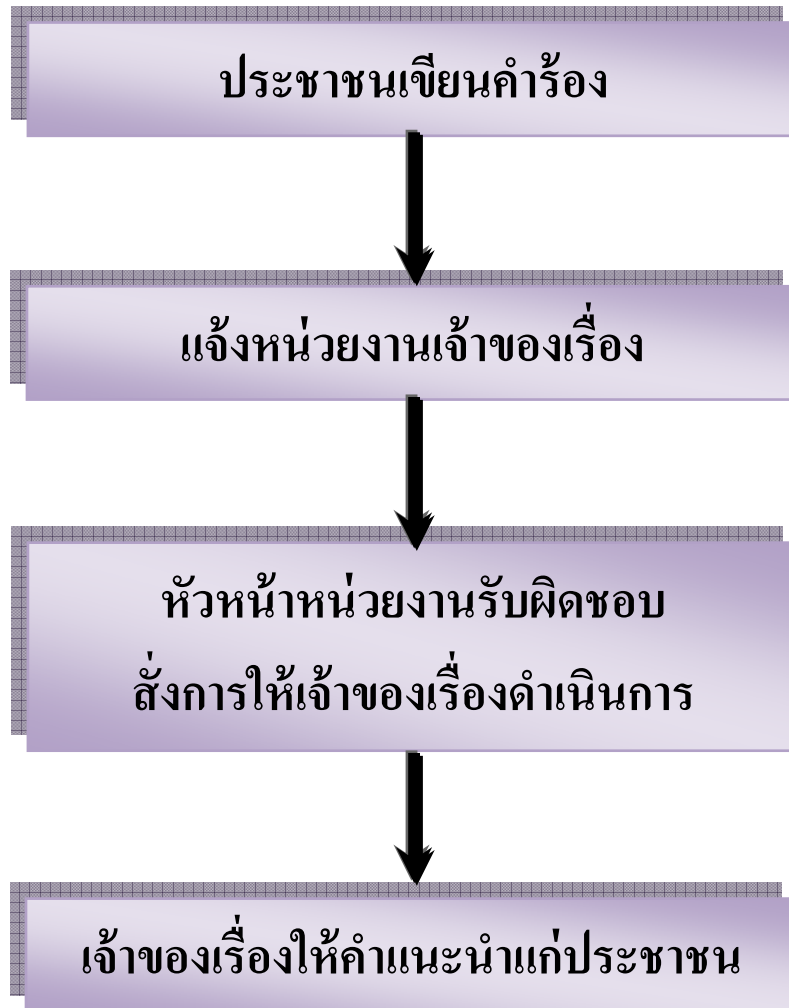 ประชาชนเขียนคำร้อง
แจ้งหน่วยงานเจ้าของเรื่อง
หัวหน้าหน่วยงานรับผิดชอบ
สั่งการให้เจ้าของเรื่องดำเนินการ
เจ้าของเรื่องให้คำแนะนำแก่ประชาชน